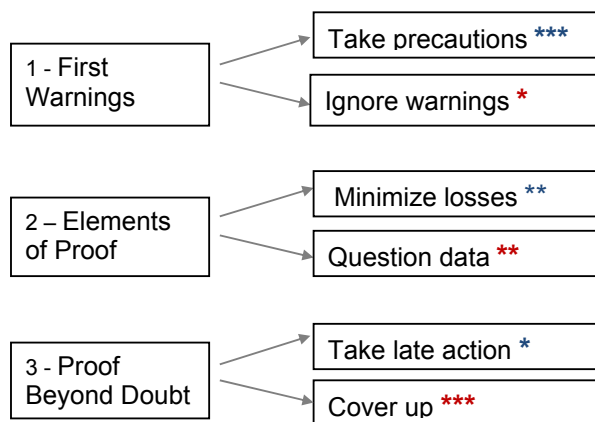 Take precautions ***
1 - First
Warnings
Ignore warnings *
Minimize losses **
2 – Elements
of Proof
Question data **
Take late action *
3 - Proof
Beyond Doubt
Cover up ***